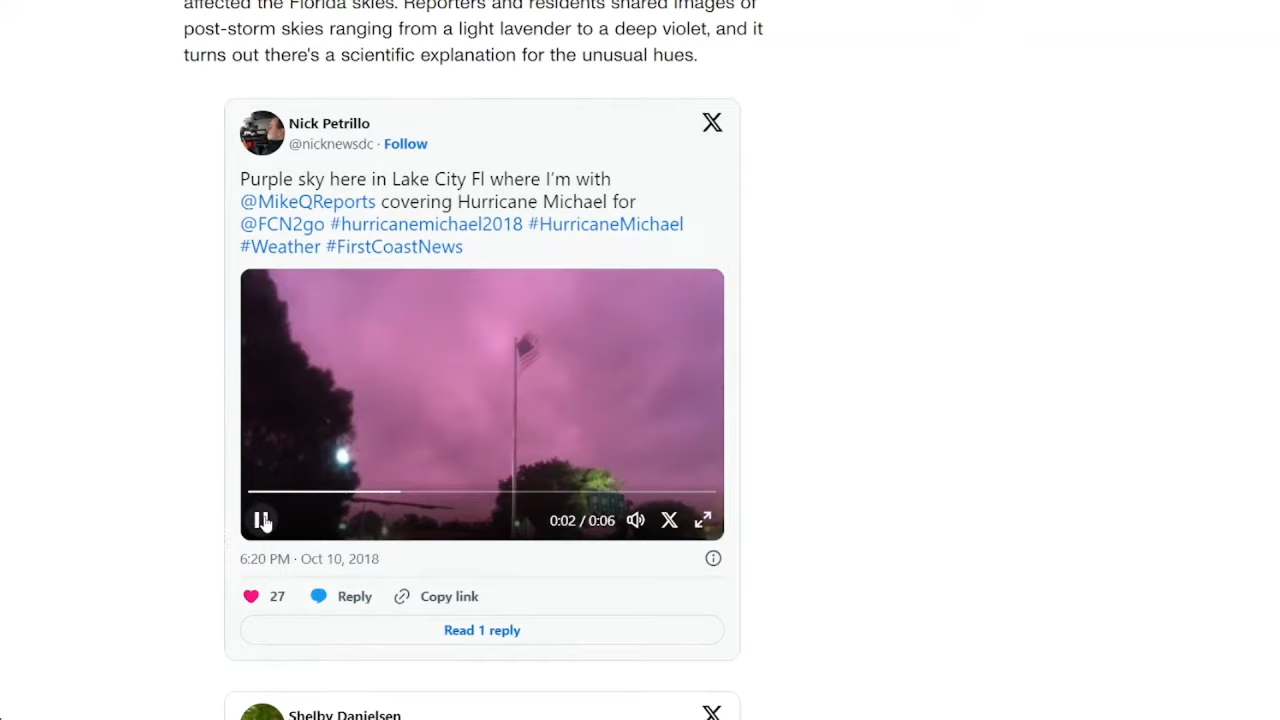 affected the Florida skies. Reporters and residents shared images of
post-storm skies ranging from a light lavender to a deep violet, and it
turns out there's a scientific explanation for the unusual hues.
Nick Petrillo
@nicknewsdc · Follow
Purple sky here in Lake City Fl where I'm with
@MikeQReports covering Hurricane Michael for
@FCN2go #hurricanemichael2018 #HurricaneMichael
#Weather #FirstCoastNews
0:02 / 0:06
6:20 PM · Oct 10, 2018
27 Reply Copy link
Read 1 reply
Shelby Danielsen